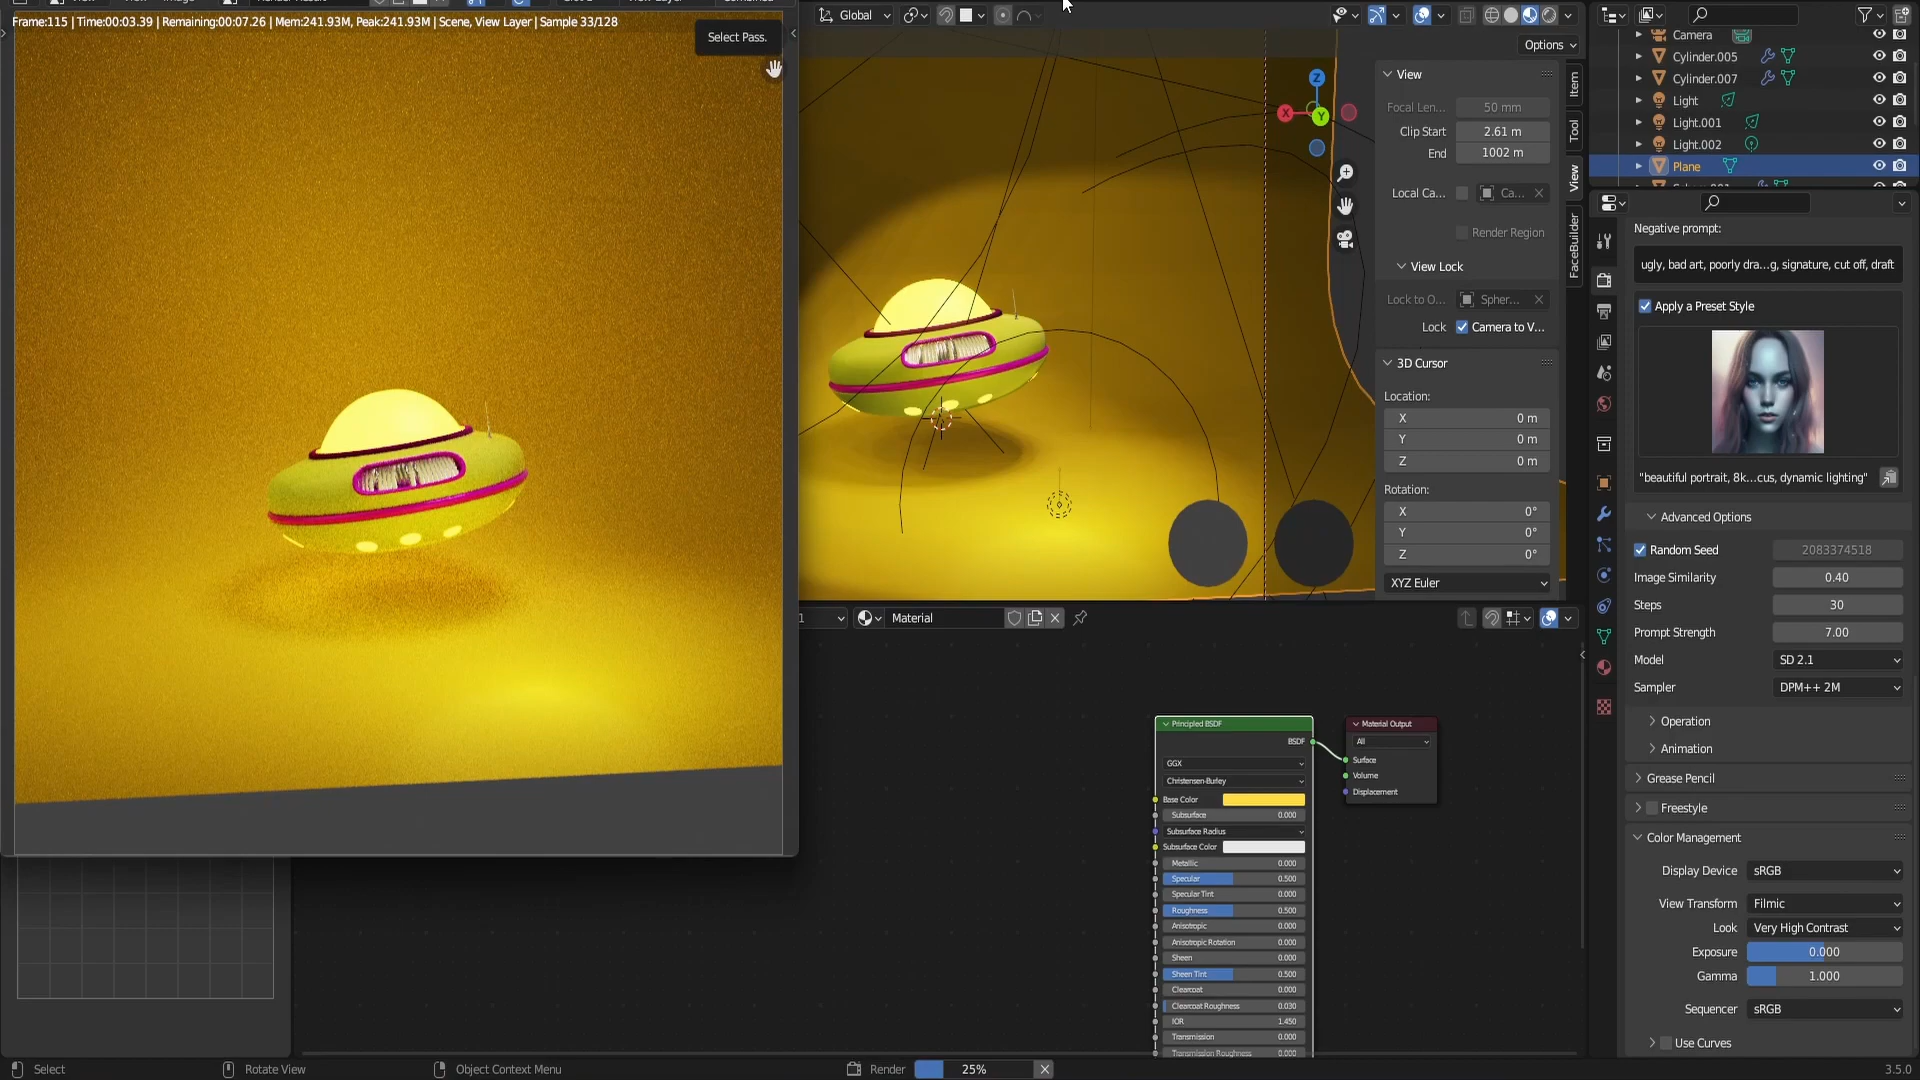 Frame:115 | Time:00:03.39 | Remaining:00:07.26 | Mem:241.93M, Peak:241.93M | Scene, View Layer | Sample 33/128
Select Pass.
Global
Options
View
Focal Len... 50 mm
Clip Start 2.61 m
End 1002 m
Local Ca... Ca...
Render Region
View Lock
Lock to O... Spher...
Lock Camera to V...
3D Cursor
Location:
X 0 m
Y 0 m
Z 0 m
Rotation:
X 0°
Y 0°
Z 0°
XYZ Euler
Item
Tool
View
FaceBuilder
Z
X
Y
Camera
Cylinder.005
Cylinder.007
Light
Light.001
Light.002
Plane
Negative prompt:
ugly, bad art, poorly dra...g, signature, cut off, draft
Apply a Preset Style
"beautiful portrait, 8k...cus, dynamic lighting"
Advanced Options
Random Seed 2083374518
Image Similarity 0.40
Steps 30
Prompt Strength 7.00
Model SD 2.1
Sampler DPM++ 2M
Operation
Animation
Grease Pencil
Freestyle
Color Management
Display Device sRGB
View Transform Filmic
Look Very High Contrast
Exposure 0.000
Gamma 1.000
Sequencer sRGB
Use Curves
1
Material
Principled BSDF
BSDF
GGX
Christensen-Burley
Base Color
Subsurface 0.000
Subsurface Radius
Subsurface Color
Metallic 0.000
Specular 0.500
Specular Tint 0.000
Roughness 0.500
Anisotropic 0.000
Anisotropic Rotation 0.000
Sheen 0.000
Sheen Tint 0.500
Clearcoat 0.000
Clearcoat Roughness 0.030
IOR 1.450
Transmission 0.000
Transmission Roughness 0.000
Material Output
All
Surface
Volume
Displacement
Select
Rotate View
Object Context Menu
Render 25%
3.5.0